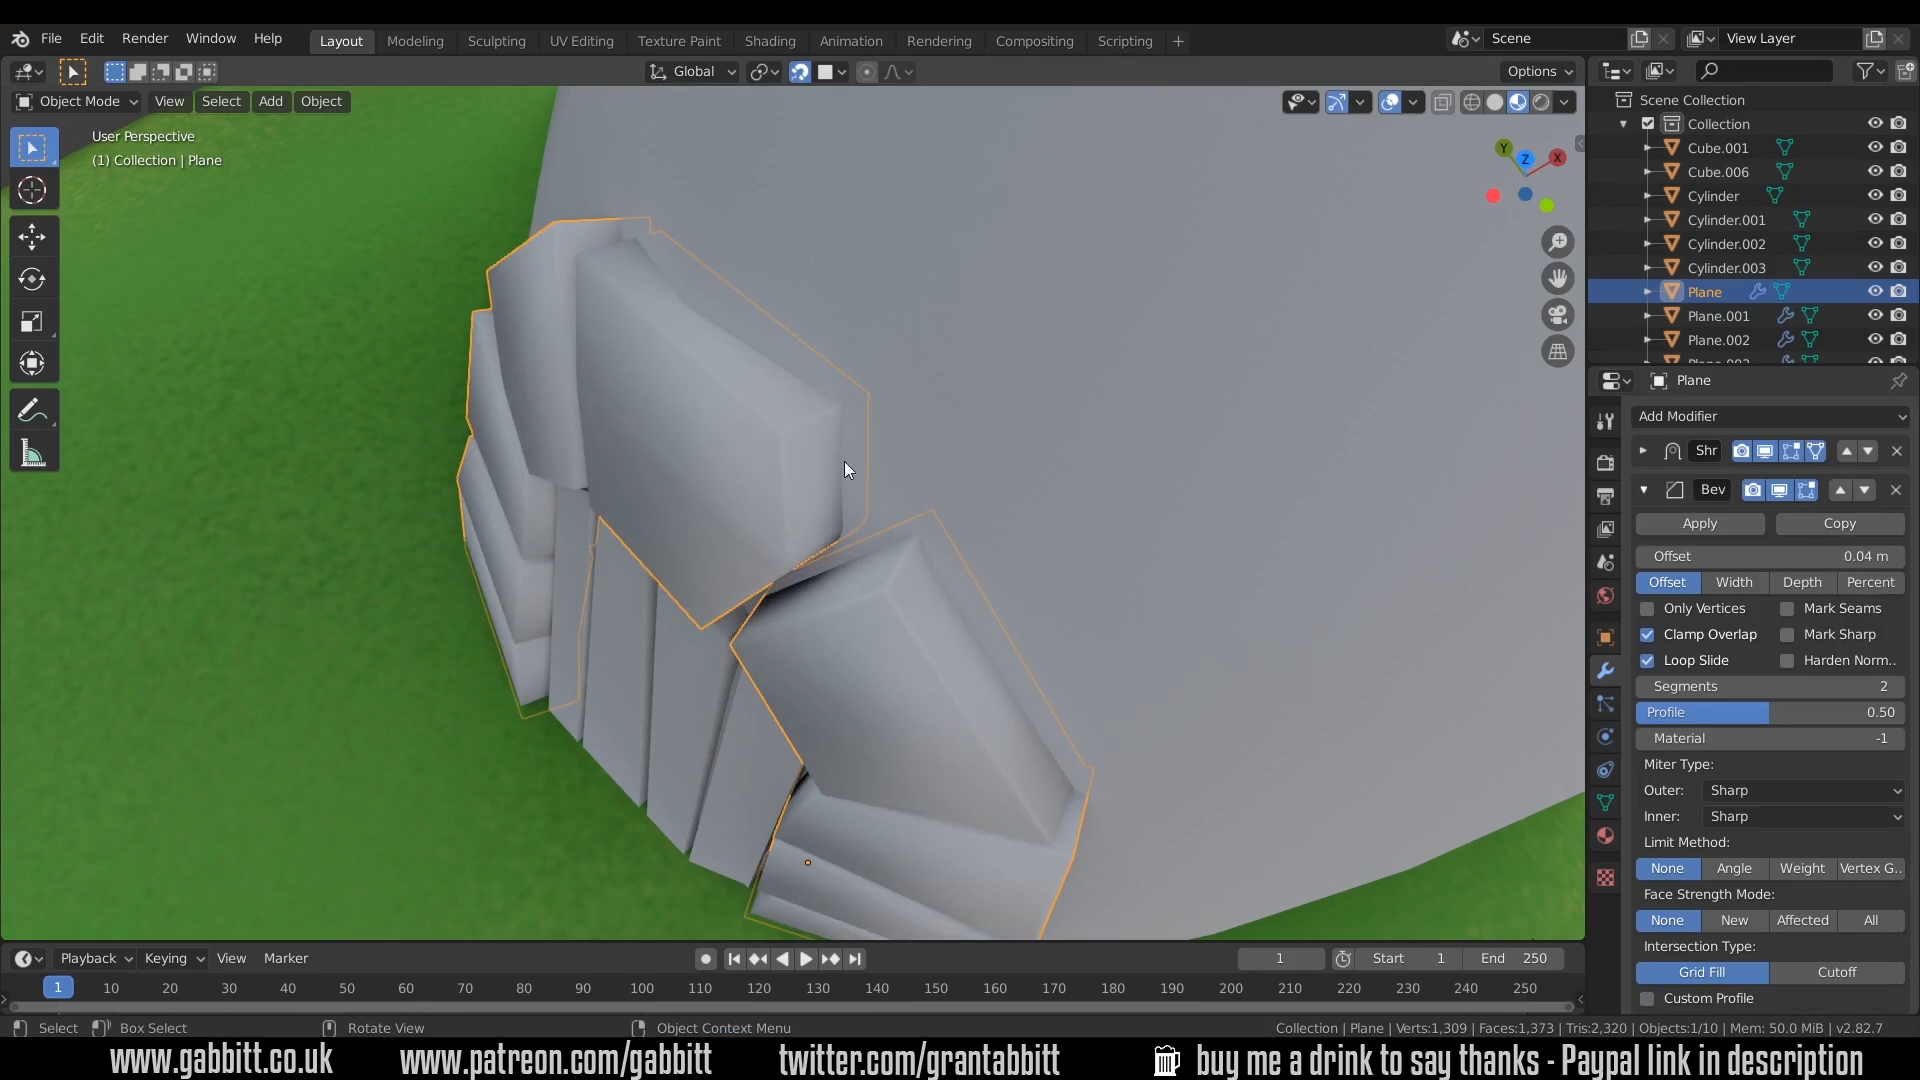 File Edit Render Window Help Layout Modeling Sculpting UV Editing Texture Paint Shading Animation Rendering Compositing Scripting + Scene View Layer
Global Options
Object Mode View Select Add Object
User Perspective
(1) Collection | Plane
Y Z X
Scene Collection
Collection
Cube.001
Cube.006
Cylinder
Cylinder.001
Cylinder.002
Cylinder.003
Plane
Plane.001
Plane.002
Plane.003
Plane
Add Modifier
Shr
Bev
Apply Copy
Offset 0.04 m
Offset Width Depth Percent
Only Vertices Mark Seams
Clamp Overlap Mark Sharp
Loop Slide Harden Norm..
Segments 2
Profile 0.50
Material -1
Miter Type:
Outer: Sharp
Inner: Sharp
Limit Method:
None Angle Weight Vertex G..
Face Strength Mode:
None New Affected All
Intersection Type:
Grid Fill Cutoff
Custom Profile
Playback Keying View Marker 1 Start 1 End 250
1 10 20 30 40 50 60 70 80 90 100 110 120 130 140 150 160 170 180 190 200 210 220 230 240 250
Select Box Select Rotate View Object Context Menu Collection | Plane | Verts:1,309 | Faces:1,373 | Tris:2,320 | Objects:1/10 | Mem: 50.0 MiB | v2.82.7
www.gabbitt.co.uk www.patreon.com/gabbitt twitter.com/grantabbitt buy me a drink to say thanks - Paypal link in description